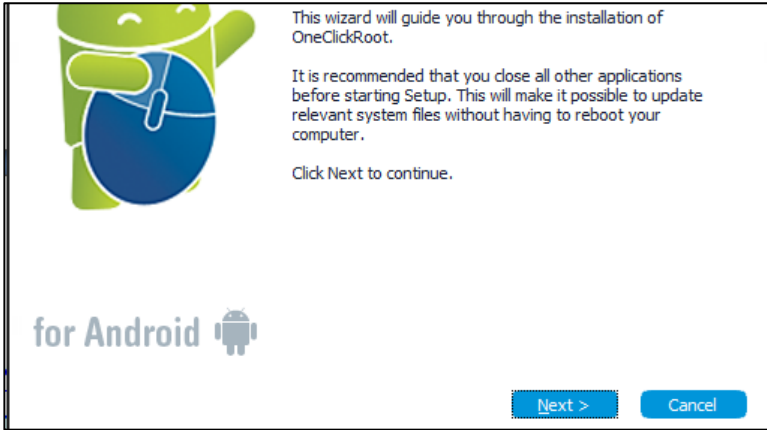 This wizard will guide you through the installation of
OneClickRoot.
It is recommended that you close all other applications
before starting Setup. This will make it possible to update
relevant system files without having to reboot your
computer.
Click Next to continue.
for Android
Next >
Cancel